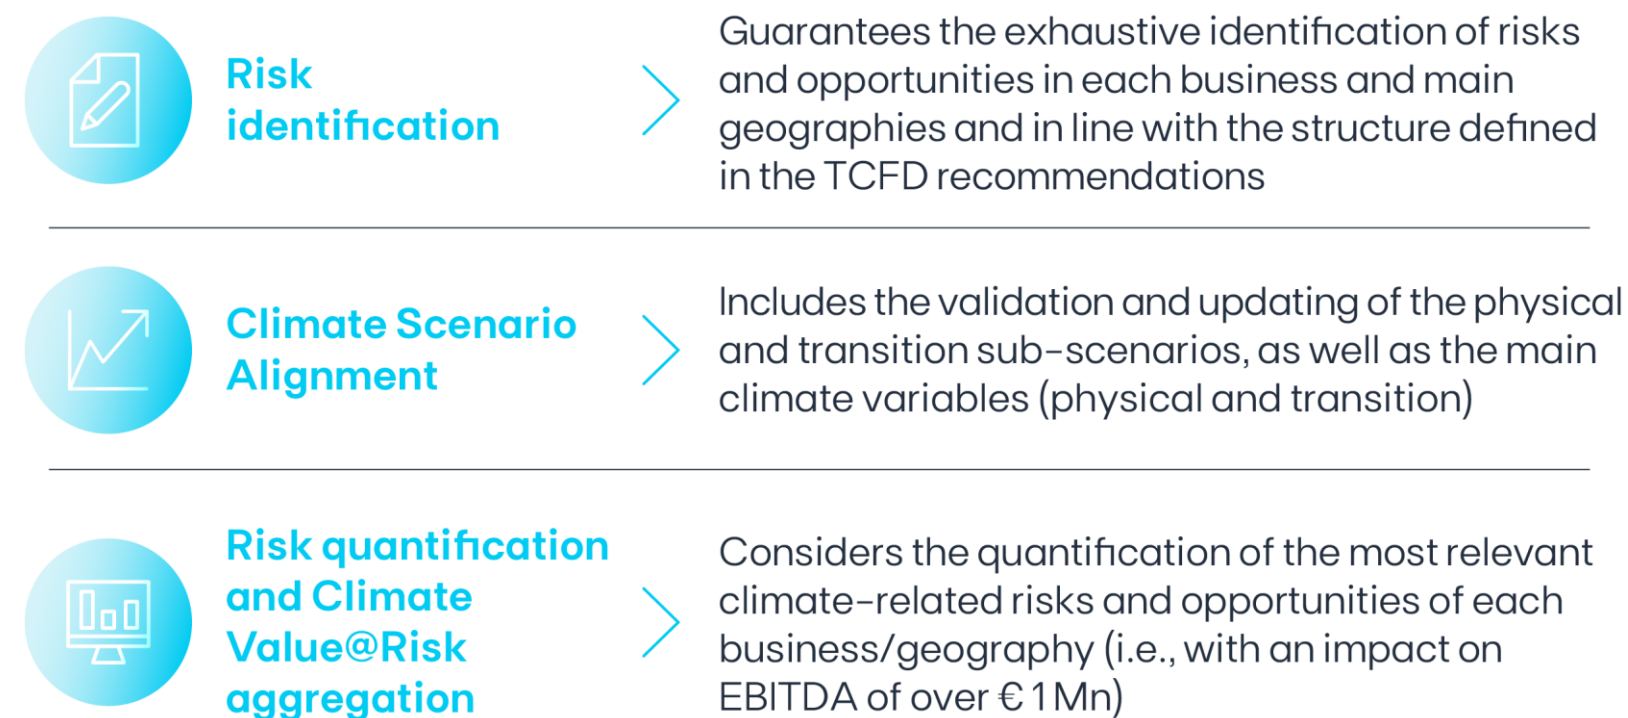 Risk
identification
Guarantees the exhaustive identification of risks
and opportunities in each business and main
geographies and in line with the structure defined
in the TCFD recommendations
Climate Scenario
Alignment
Includes the validation and updating of the physical
and transition sub-scenarios, as well as the main
climate variables (physical and transition)
Risk quantification
and Climate
Value@Risk
aggregation
Considers the quantification of the most relevant
climate-related risks and opportunities of each
business/geography (i.e., with an impact on
EBITDA of over € 1 Mn)